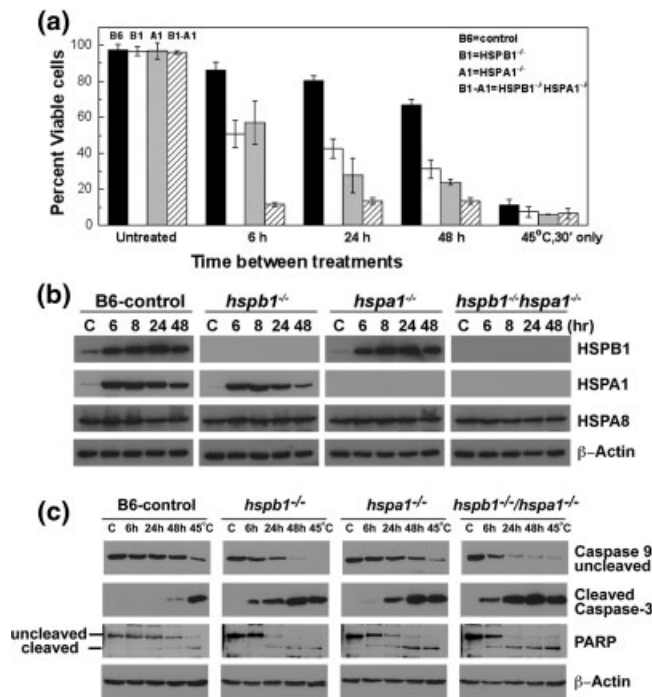 (a)
B6 B1 A1 B1-A1
B6=control
B1=HSPB1-/-
A1=HSPA1-/-
B1-A1=HSPB1-/-HSPA1-/-
Percent Viable cells
100
80
60
40
20
0
Untreated 6 h 24 h 48 h 45°C,30' only
Time between treatments
(b)
B6-control hspb1-/- hspa1-/- hspb1-/-hspa1-/-
C 6 8 24 48 C 6 8 24 48 C 6 8 24 48 C 6 8 24 48 (hr)
HSPB1
HSPA1
HSPA8
β-Actin
(c)
B6-control hspb1-/- hspa1-/- hspb1-/-/hspa1-/-
C 6h 24h 48h 45°C C 6h 24h 48h 45°C C 6h 24h 48h 45°C C 6h 24h 48h 45°C
Caspase 9
uncleaved
Cleaved
Caspase-3
uncleaved
cleaved
PARP
β-Actin